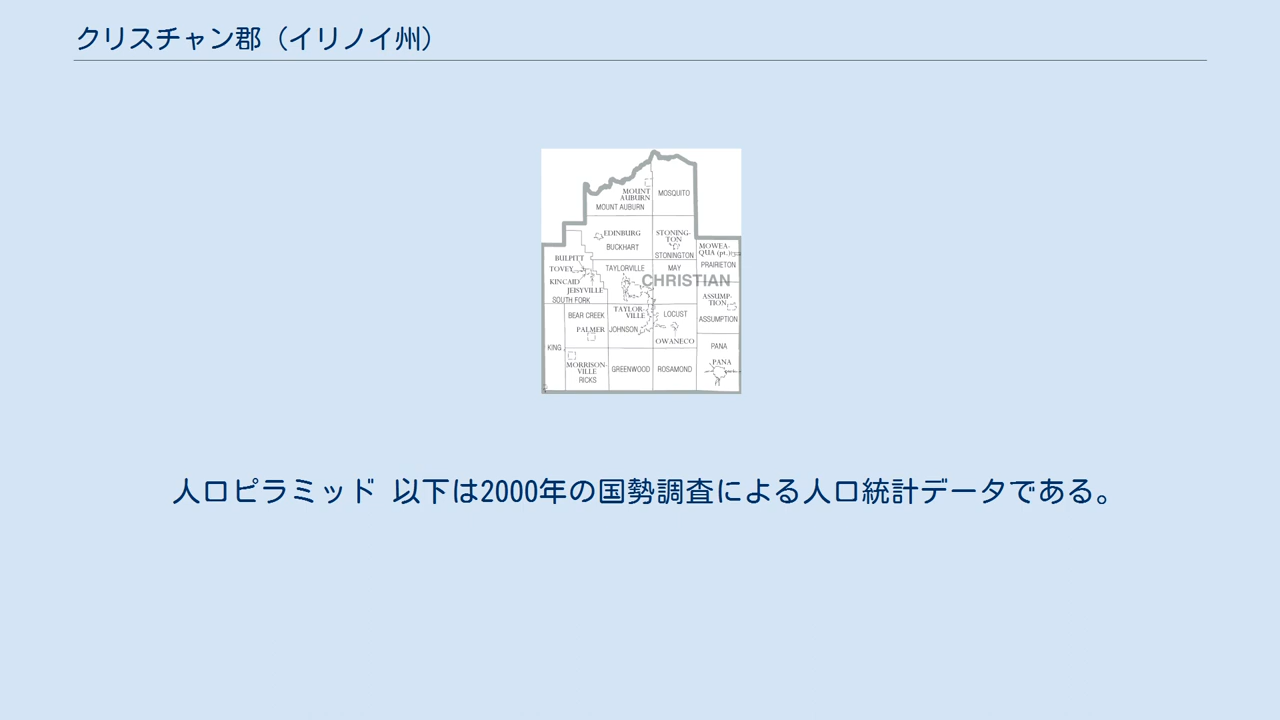 クリスチャン郡（イリノイ州）
MOUNT
AUBURN
MOSQUITO
MOUNT AUBURN
EDINBURG
STONING-
TON
BUCKHART
STONINGTON
MOWEA-
QUA (pt.)
PRAIRIETON
BULPITT
TOVEY
TAYLORVILLE
MAY
CHRISTIAN
KINCAID
JEISYVILLE
SOUTH FORK
ASSUMP-
TION
TAYLOR-
VILLE
BEAR CREEK
LOCUST
ASSUMPTION
PALMER
JOHNSON
OWANECO
KING
PANA
MORRISON-
VILLE
RICKS
GREENWOOD
ROSAMOND
PANA
人口ピラミッド 以下は2000年の国勢調査による人口統計データである。